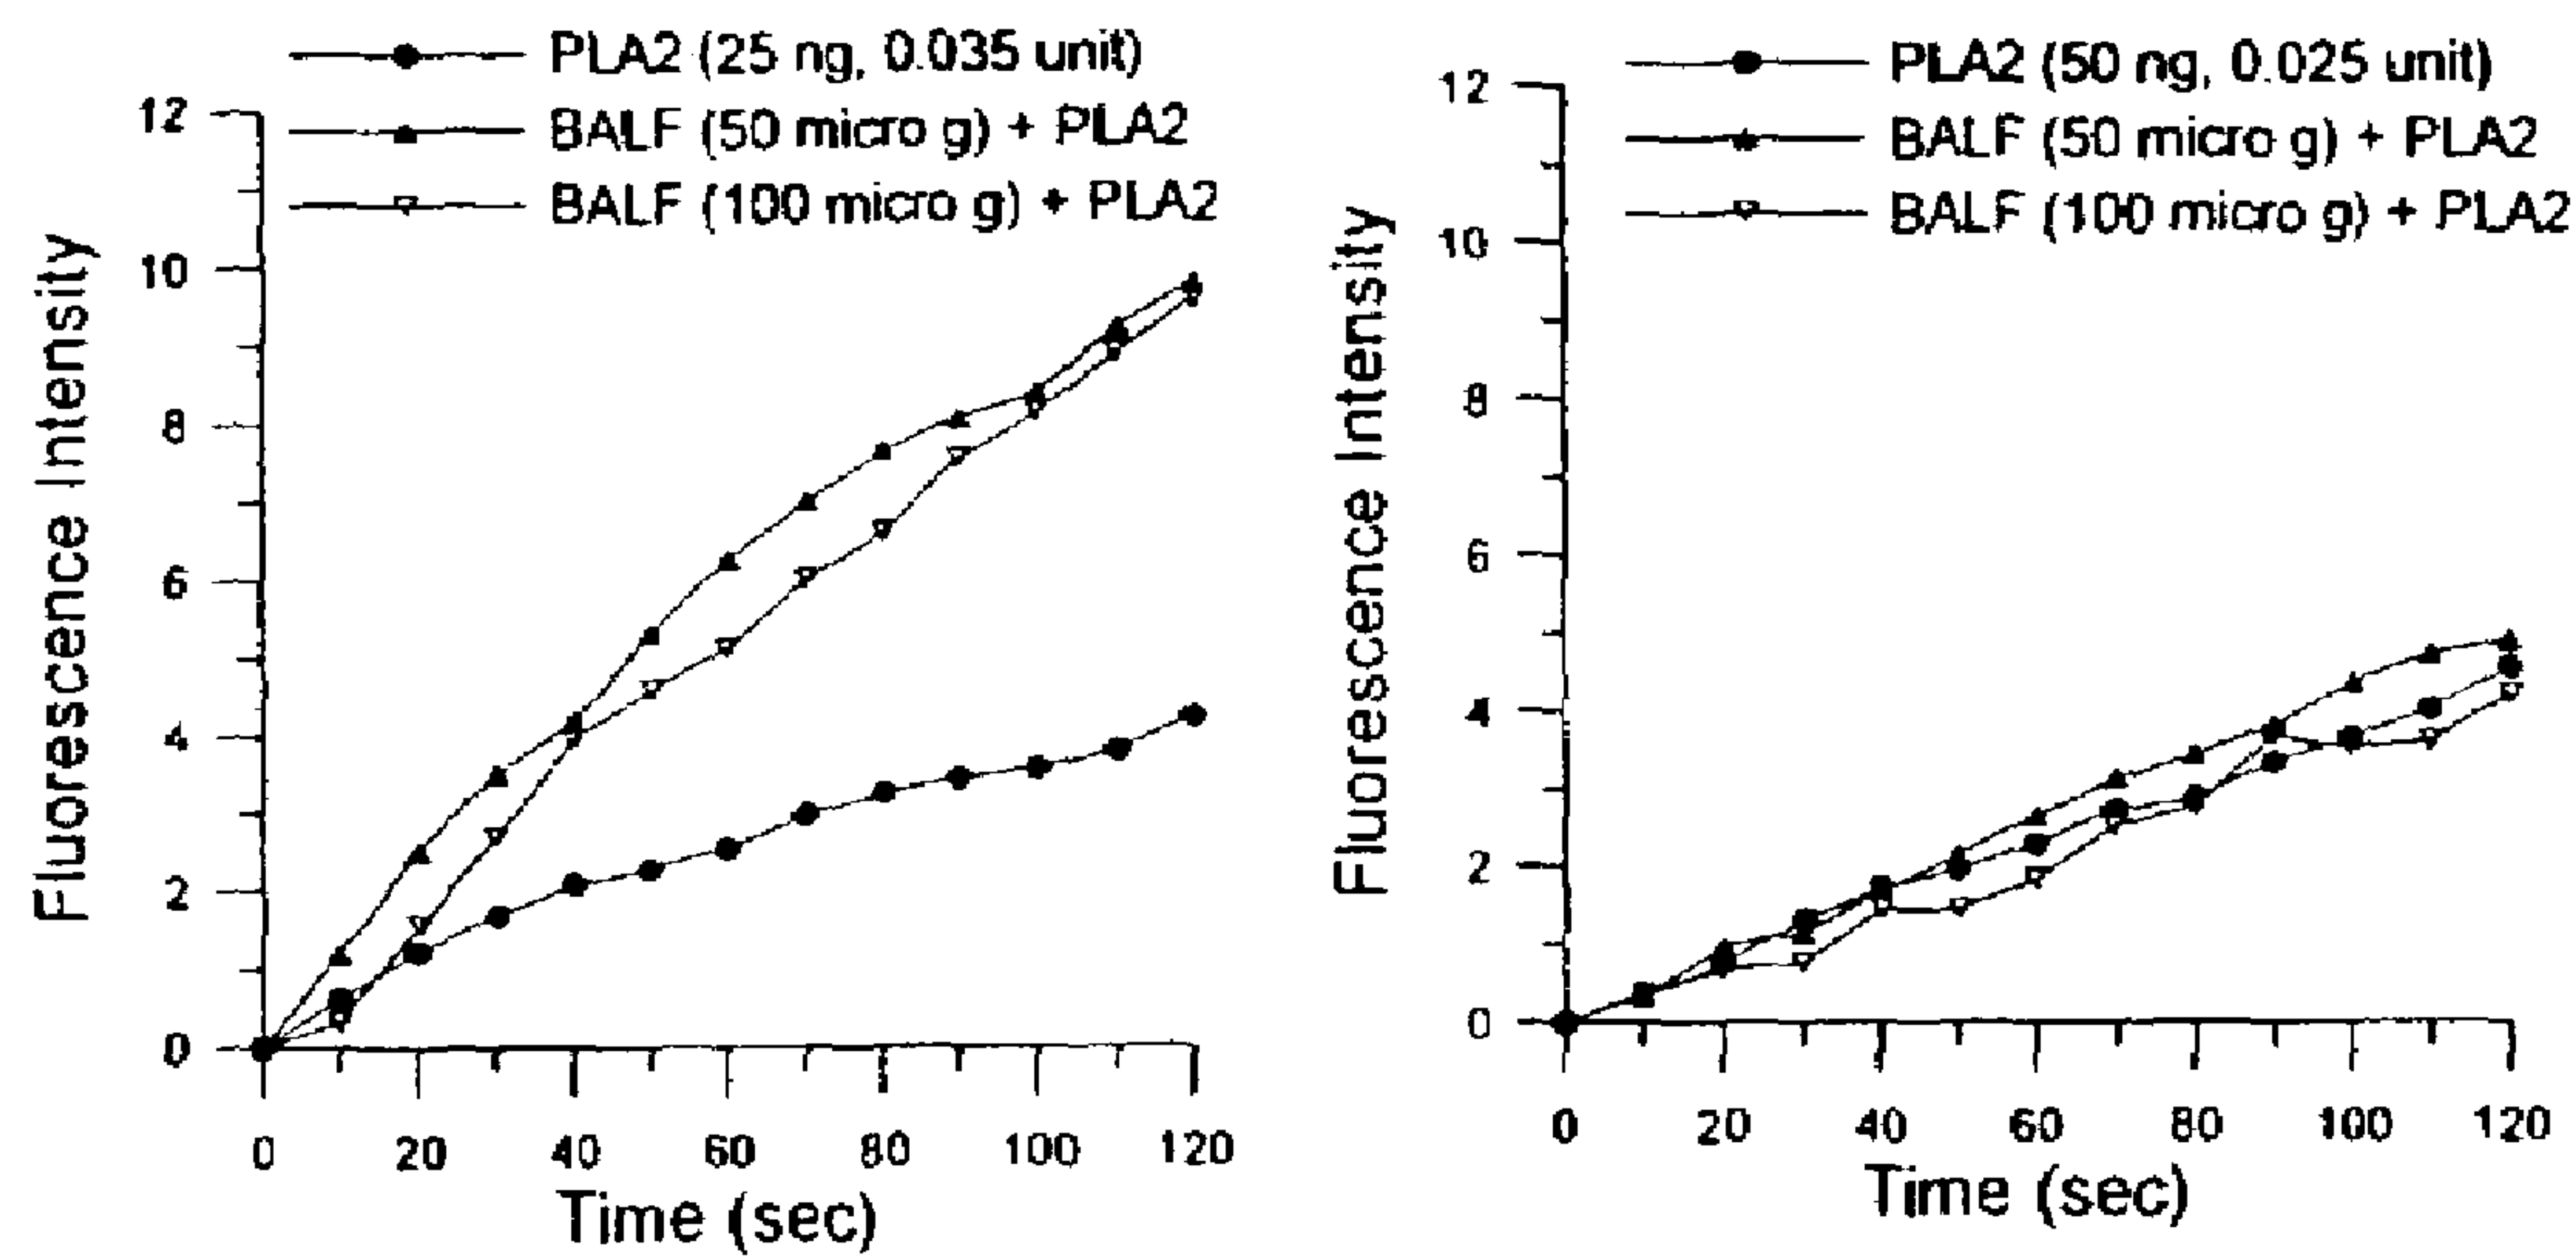 PLA2 (25 ng, 0.035 unit)
BALF (50 micro g) + PLA2
BALF (100 micro g) + PLA2
12
10
8
6
4
2
0
Fluorescence Intensity
0 20 40 60 80 100 120
Time (sec)
PLA2 (50 ng, 0.025 unit)
BALF (50 micro g) + PLA2
BALF (100 micro g) + PLA2
12
10
8
6
4
2
0
Fluorescence Intensity
0 20 40 60 80 100 120
Time (sec)